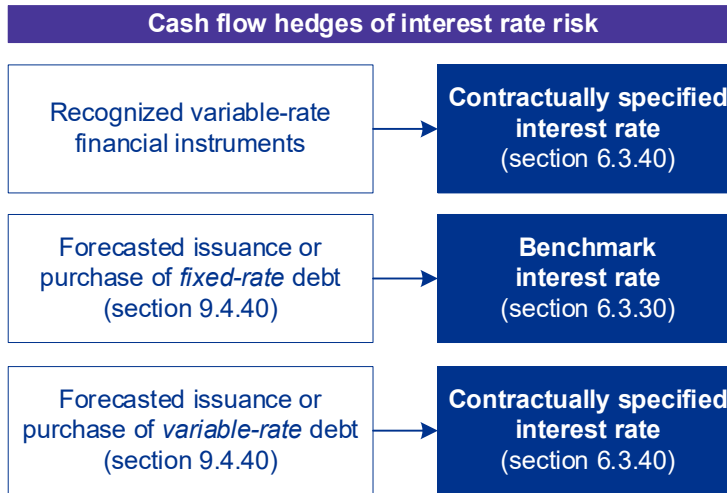 Cash flow hedges of interest rate risk
Recognized variable-rate
financial instruments
Contractually specified
interest rate
(section 6.3.40)
Forecasted issuance or
purchase of fixed-rate debt
(section 9.4.40)
Benchmark
interest rate
(section 6.3.30)
Forecasted issuance or
purchase of variable-rate debt
(section 9.4.40)
Contractually specified
interest rate
(section 6.3.40)